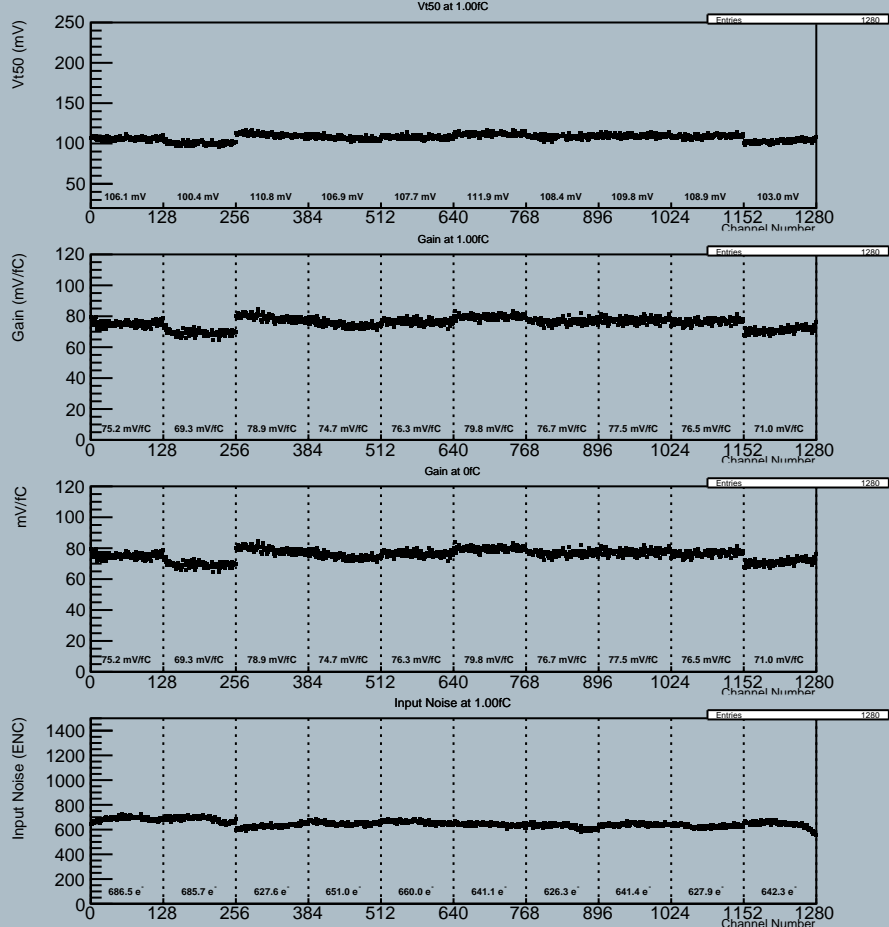 Vt50 at 1.00fC
Entries 1280
Vt50 (mV)
250
200
150
100
50
106.1 mV 100.4 mV 110.8 mV 106.9 mV 107.7 mV 111.9 mV 108.4 mV 109.8 mV 108.9 mV 103.0 mV
0 128 256 384 512 640 768 896 1024 1152 1280
Channel Number
Gain at 1.00fC
Entries 1280
Gain (mV/fC)
120
100
80
60
40
20
0
75.2 mV/fC 69.3 mV/fC 78.9 mV/fC 74.7 mV/fC 76.3 mV/fC 79.8 mV/fC 76.7 mV/fC 77.5 mV/fC 76.5 mV/fC 71.0 mV/fC
0 128 256 384 512 640 768 896 1024 1152 1280
Channel Number
Gain at 0fC
Entries 1280
mV/fC
120
100
80
60
40
20
0
75.2 mV/fC 69.3 mV/fC 78.9 mV/fC 74.7 mV/fC 76.3 mV/fC 79.8 mV/fC 76.7 mV/fC 77.5 mV/fC 76.5 mV/fC 71.0 mV/fC
0 128 256 384 512 640 768 896 1024 1152 1280
Channel Number
Input Noise at 1.00fC
Entries 1280
Input Noise (ENC)
1400
1200
1000
800
600
400
200
0
686.5 e⁻ 685.7 e⁻ 627.6 e⁻ 651.0 e⁻ 660.0 e⁻ 641.1 e⁻ 626.3 e⁻ 641.4 e⁻ 627.9 e⁻ 642.3 e⁻
0 128 256 384 512 640 768 896 1024 1152 1280
Channel Number